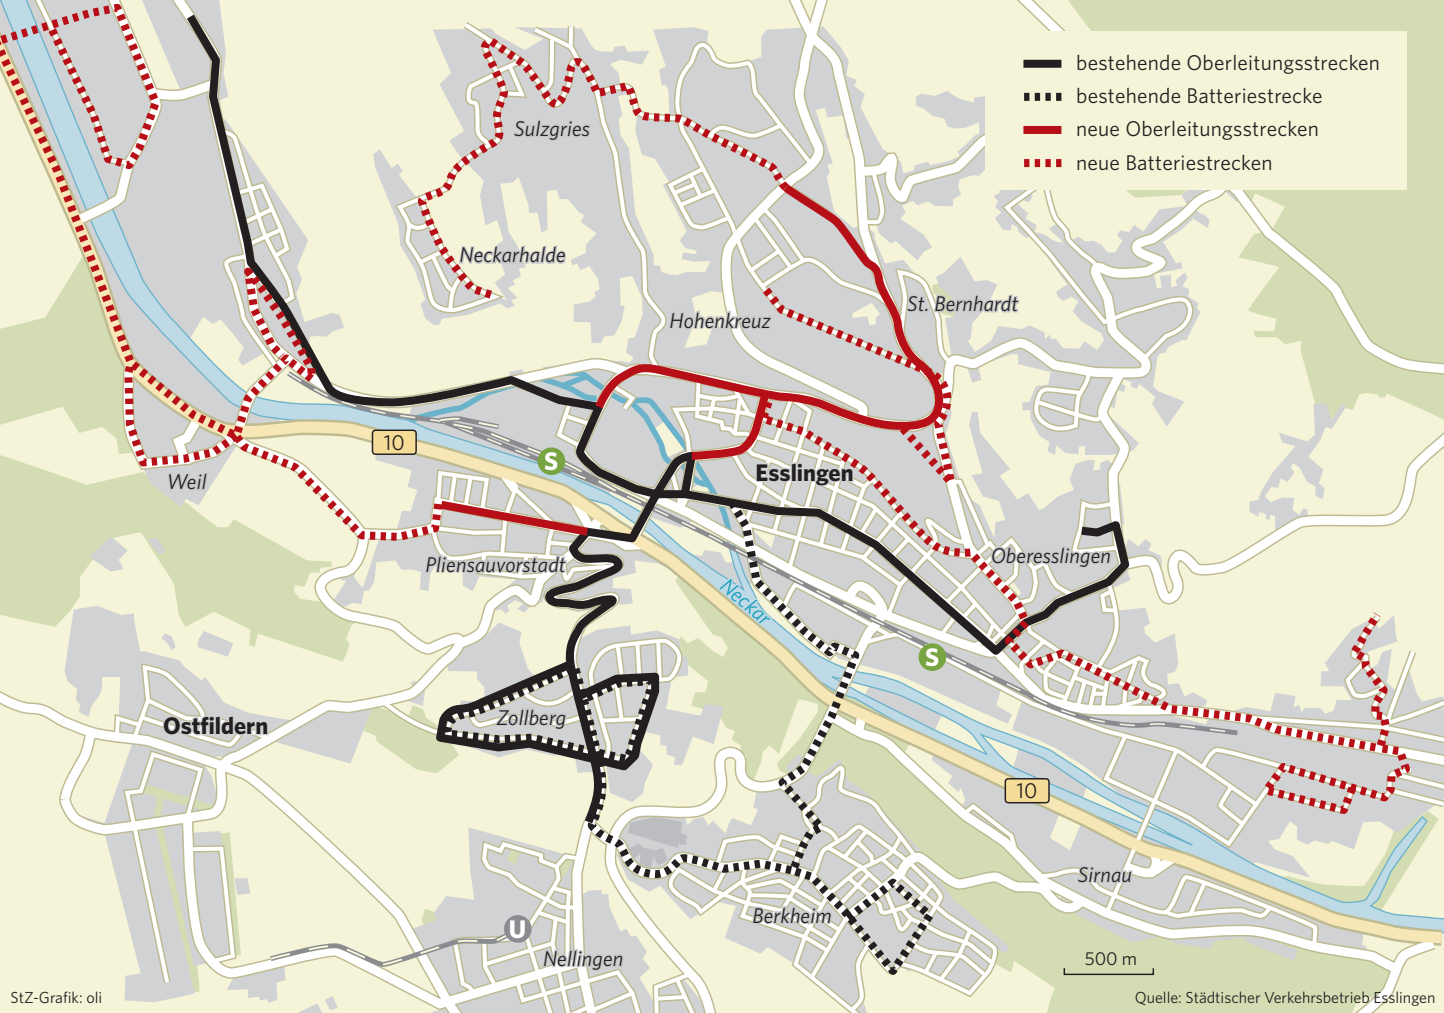 bestehende Oberleitungsstrecken
bestehende Batteriestrecke
neue Oberleitungsstrecken
neue Batteriestrecken
Sulzgries
Neckarhalde
St. Bernhardt
Hohenkreuz
10
S
Esslingen
Weil
Pliensauvorstadt
Oberesslingen
Neckar
S
Zollberg
Ostfildern
10
Sirnau
Berkheim
U
Nellingen
500 m
StZ-Grafik: oli
Quelle: Städtischer Verkehrsbetrieb Esslingen